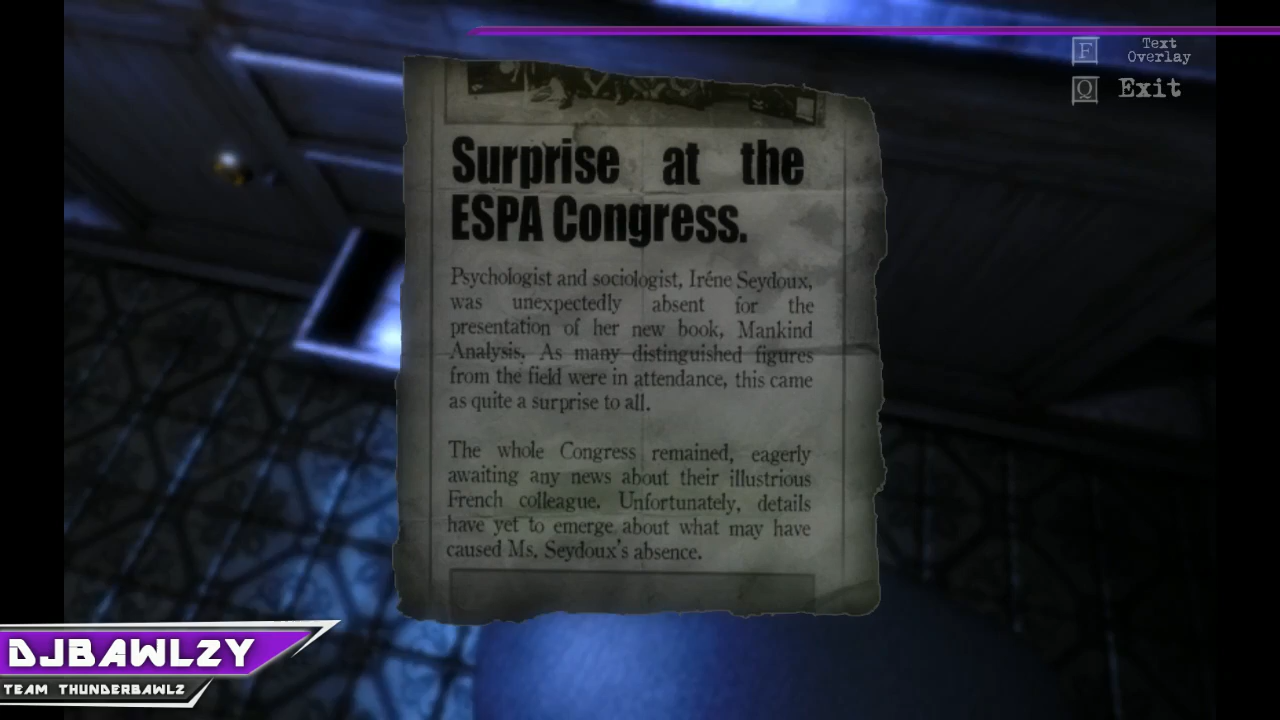 F Text
Overlay
Q Exit
Surprise at the
ESPA Congress.
Psychologist and sociologist, Iréne Seydoux,
was unexpectedly absent for the
presentation of her new book, Mankind
Analysis. As many distinguished figures
from the field were in attendance, this came
as quite a surprise to all.
The whole Congress remained, eagerly
awaiting any news about their illustrious
French colleague. Unfortunately, details
have yet to emerge about what may have
caused Ms. Seydoux's absence.
DJBAWLZY
TEAM THUNDERBAWLZ